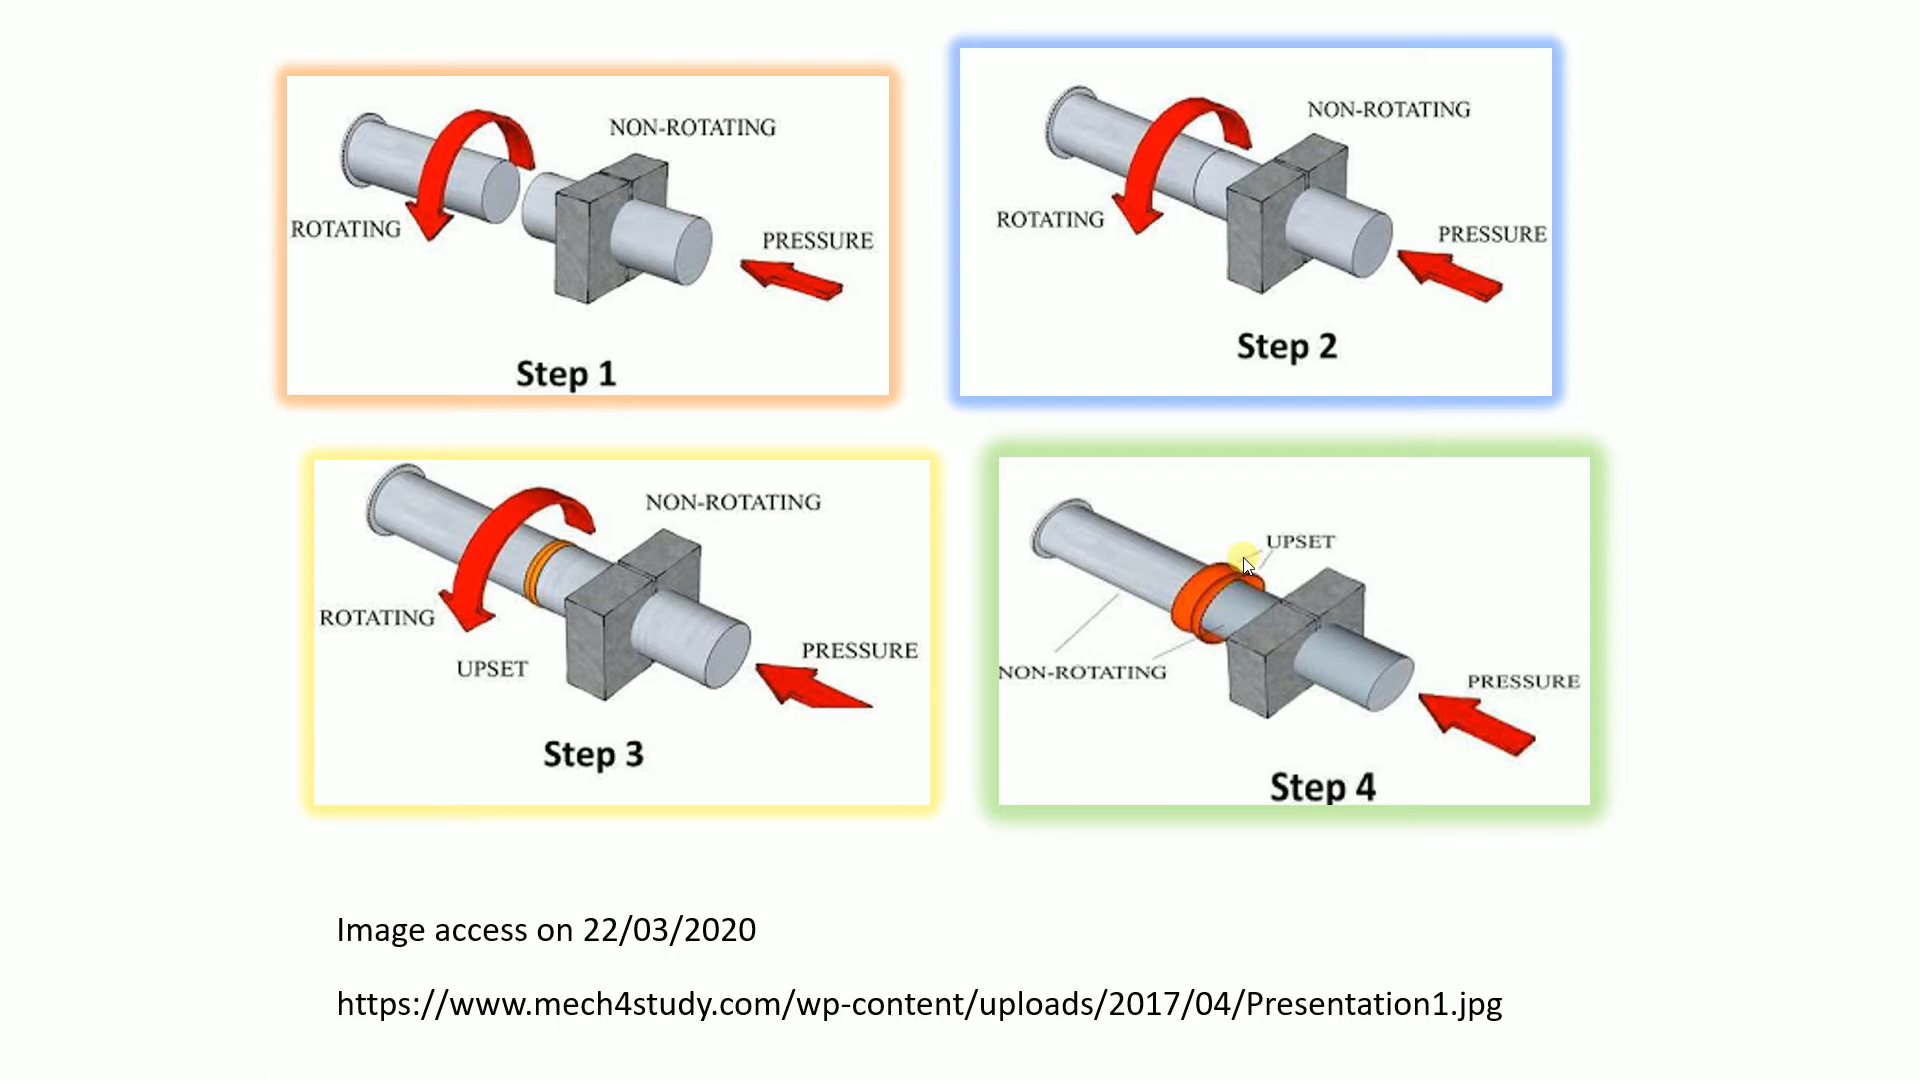 NON-ROTATING
ROTATING
PRESSURE
Step 1
NON-ROTATING
ROTATING
PRESSURE
Step 2
NON-ROTATING
ROTATING
UPSET
PRESSURE
Step 3
UPSET
NON-ROTATING
PRESSURE
Step 4
Image access on 22/03/2020
https://www.mech4study.com/wp-content/uploads/2017/04/Presentation1.jpg